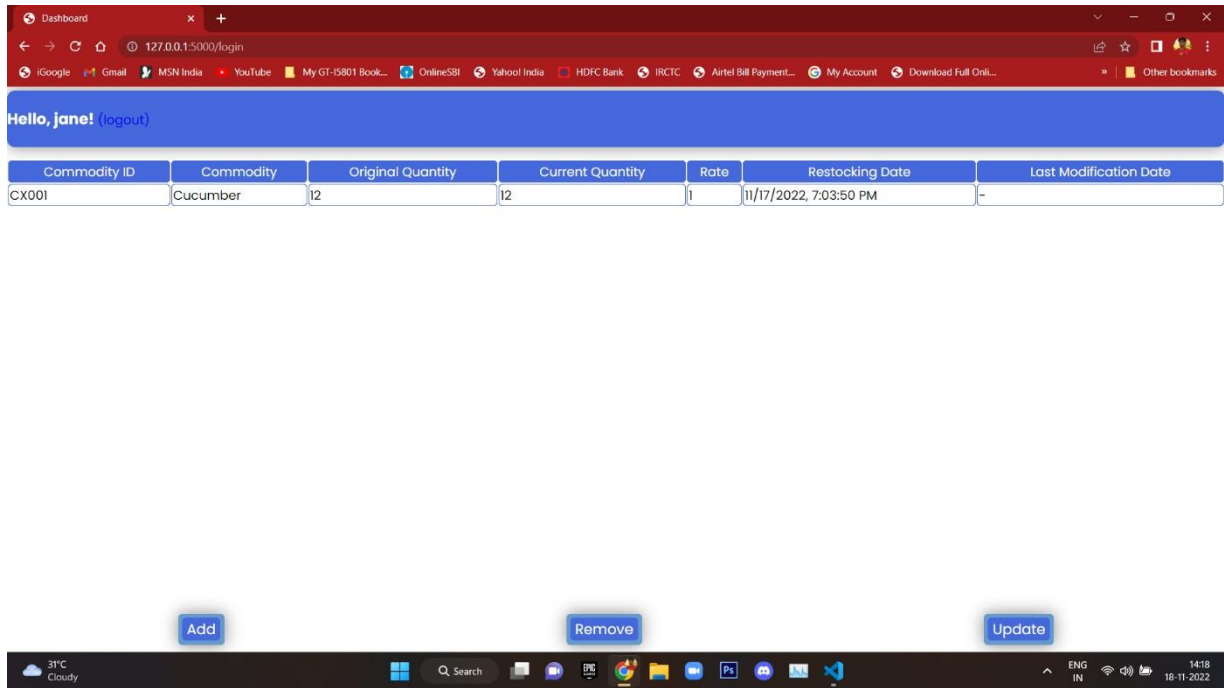 Dashboard
127.0.0.1:5000/login
iGoogle Gmail MSN India YouTube My GT-I5801 Book... OnlineSBI Yahoo! India HDFC Bank IRCTC Airtel Bill Payment... My Account Download Full Onli... » Other bookmarks
Hello, jane! (logout)
Commodity ID Commodity Original Quantity Current Quantity Rate Restocking Date Last Modification Date
CX001 Cucumber 12 12 1 11/17/2022, 7:03:50 PM -
Add Remove Update
31°C
Cloudy
Search
EPIC
Ps
ENG
IN
14:18
18-11-2022